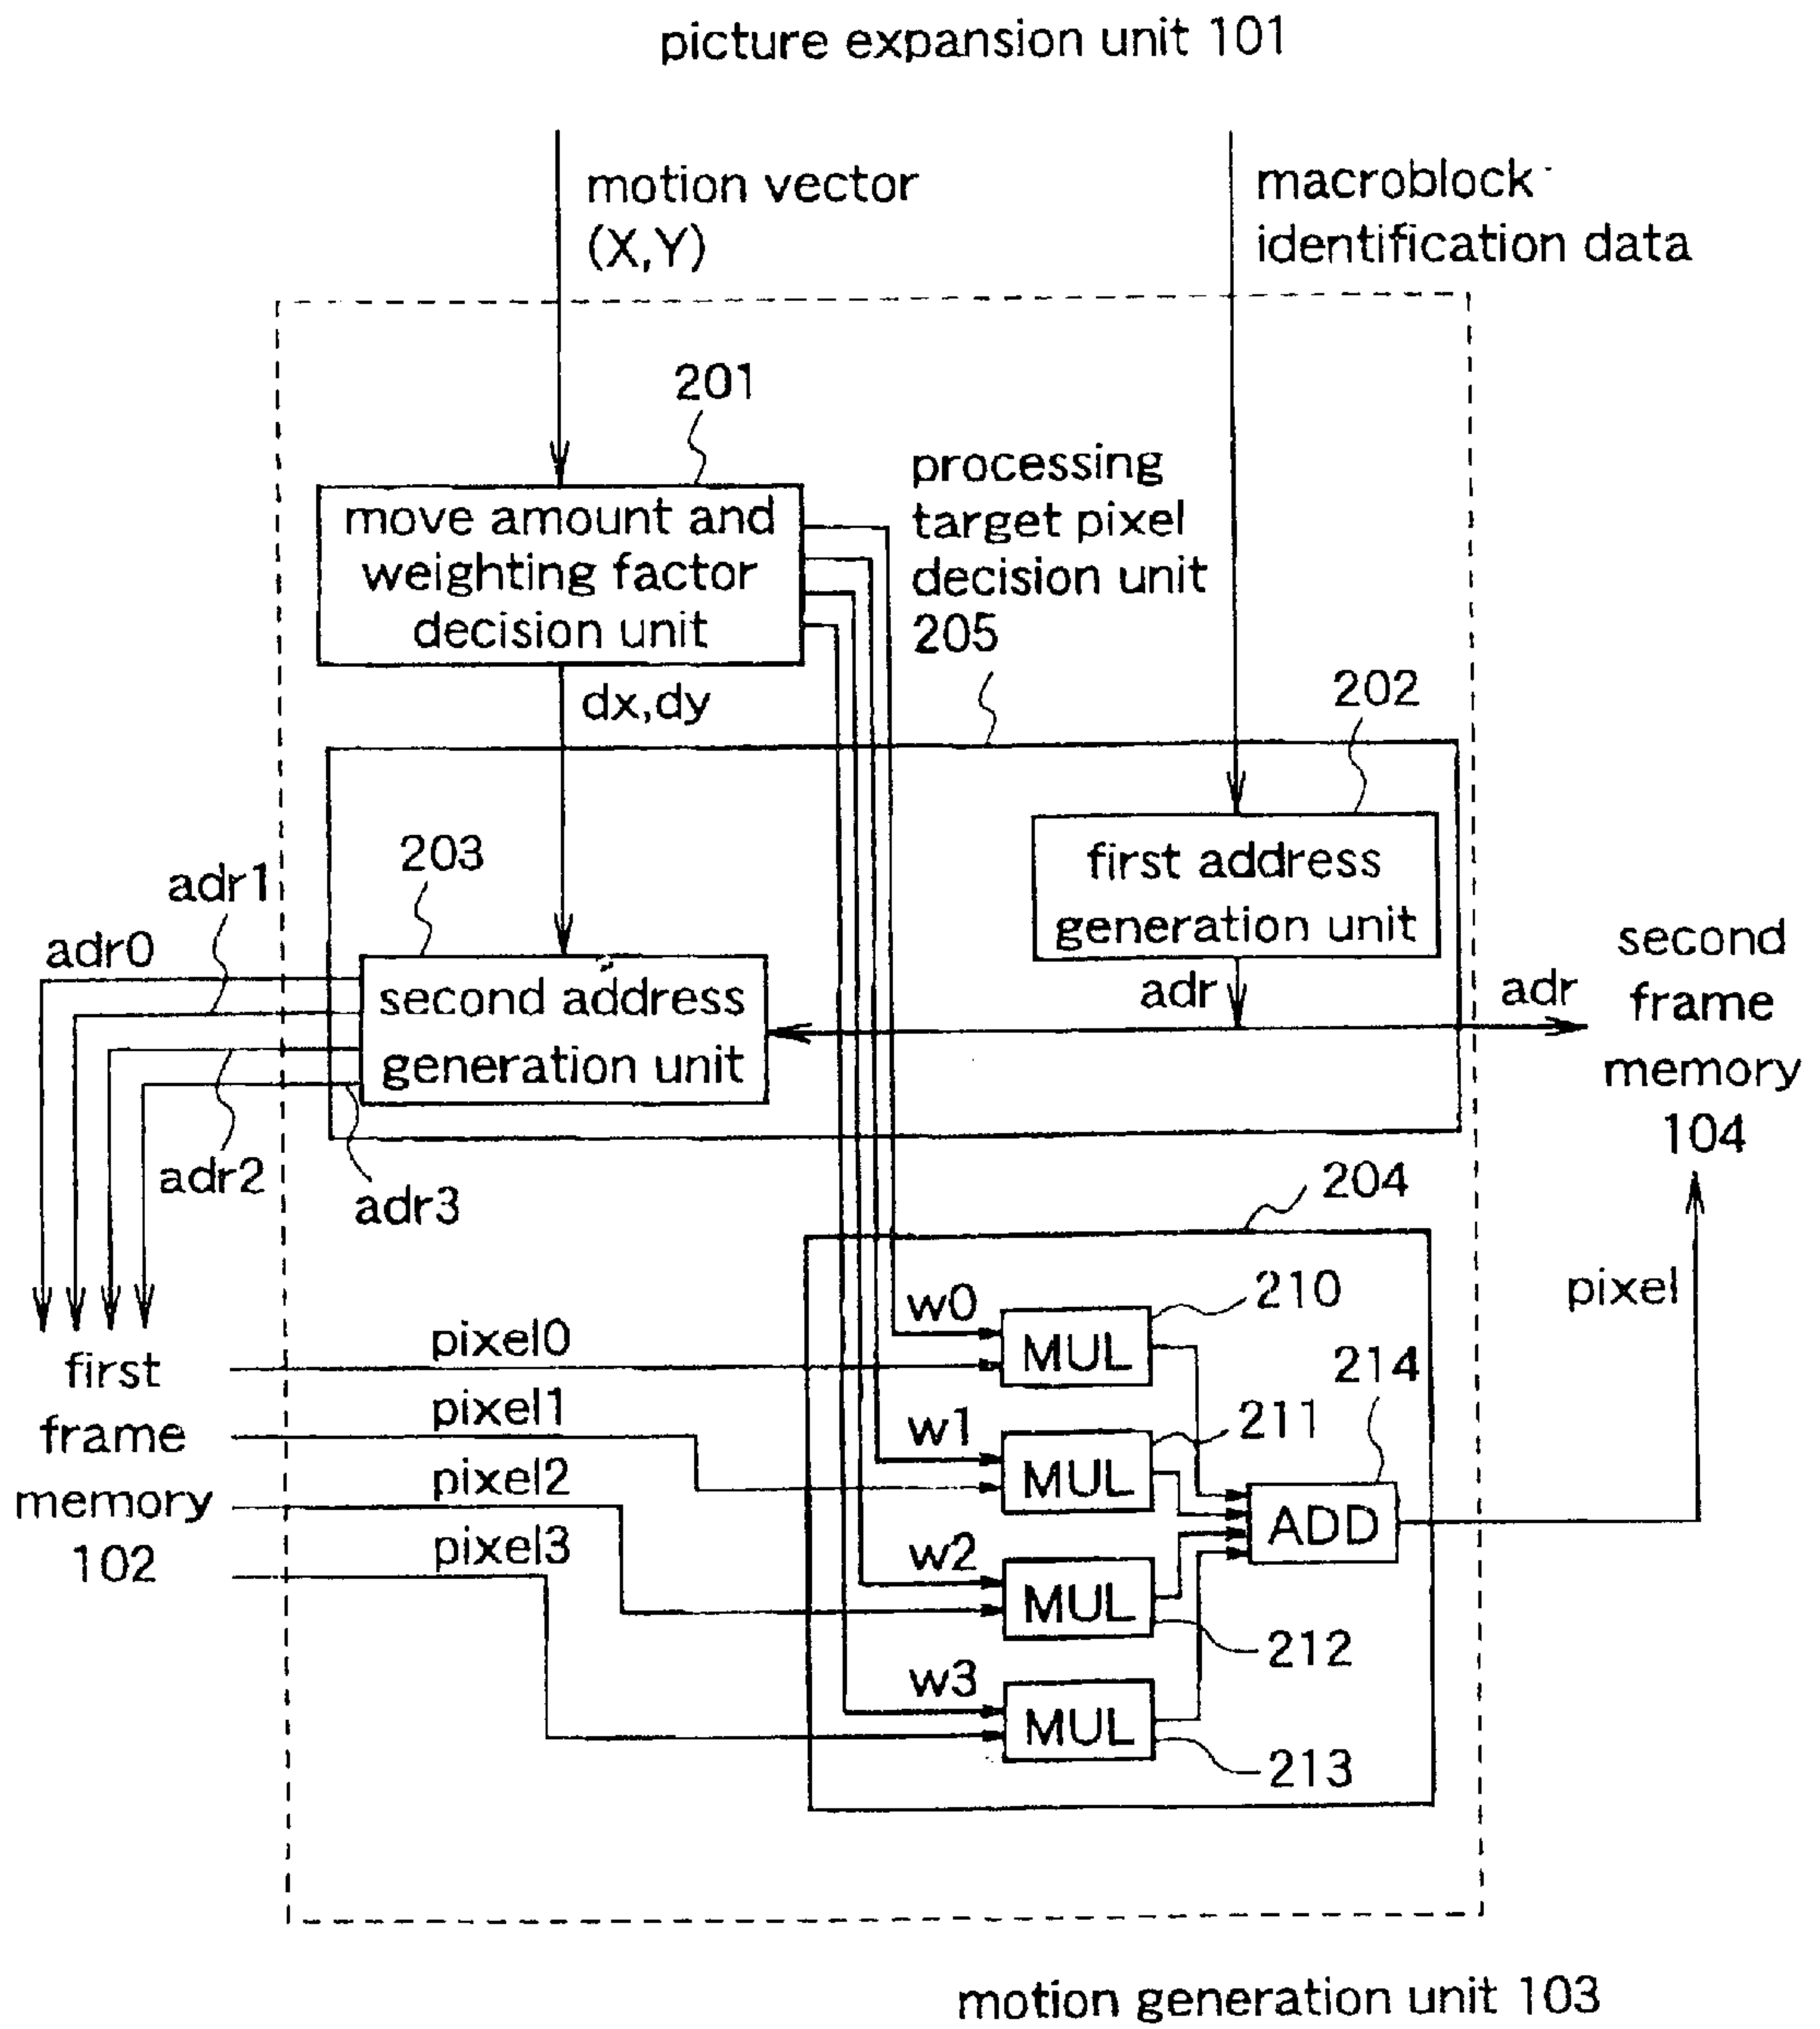 picture expansion unit 101
motion vector
(X,Y)
macroblock
identification data
201
move amount and
weighting factor
decision unit
processing
target pixel
decision unit
205
dx,dy
202
first address
generation unit
203
second address
generation unit
adr1
adr0
adr2
adr3
adr
adr
second
frame
memory
104
204
pixel
first
frame
memory
102
pixel0
pixel1
pixel2
pixel3
w0
MUL
210
w1
MUL
211
w2
MUL
212
w3
MUL
213
214
ADD
motion generation unit 103